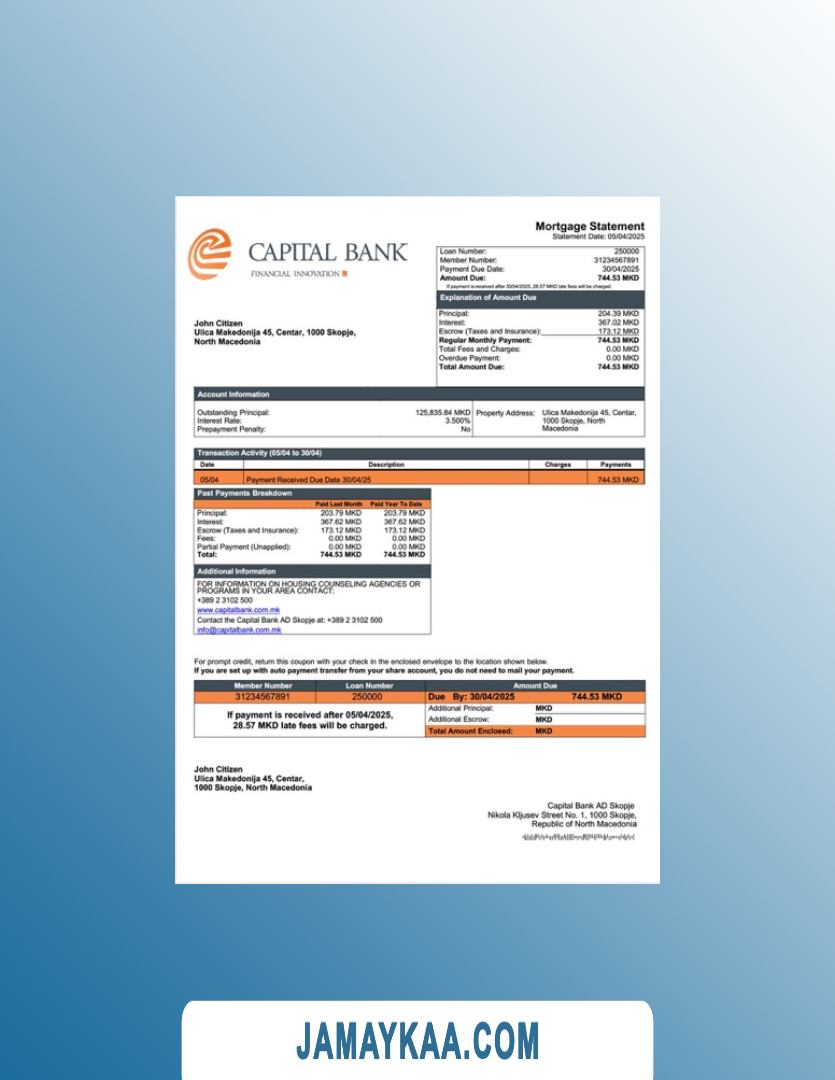 CAPITAL BANK
FINANCIAL INNOVATION
Mortgage Statement
Statement Date: 05/04/2025
Loan Number: 250000
Member Number: 31234567891
Payment Due Date: 30/04/2025
Amount Due: 744.53 MKD
If payment is received after 30/04/2025, 28.57 MKD late fees will be charged.
Explanation of Amount Due
Principal: 204.39 MKD
Interest: 367.02 MKD
Escrow (Taxes and Insurance): 173.12 MKD
Regular Monthly Payment: 744.53 MKD
Total Fees and Charges: 0.00 MKD
Overdue Payment: 0.00 MKD
Total Amount Due: 744.53 MKD
John Citizen
Ulica Makedonija 45, Centar, 1000 Skopje,
North Macedonia
Account Information
Outstanding Principal: 125,835.84 MKD
Interest Rate: 3.500%
Prepayment Penalty: No
Property Address: Ulica Makedonija 45, Centar,
1000 Skopje, North
Macedonia
Transaction Activity (05/04 to 30/04)
Date Description Charges Payments
05/04 Payment Received Due Date 30/04/25 744.53 MKD
Past Payments Breakdown
Paid Last Month Paid Year To Date
Principal: 203.79 MKD 203.79 MKD
Interest: 367.62 MKD 367.62 MKD
Escrow (Taxes and Insurance): 173.12 MKD 173.12 MKD
Fees: 0.00 MKD 0.00 MKD
Partial Payment (Unapplied): 0.00 MKD 0.00 MKD
Total: 744.53 MKD 744.53 MKD
Additional Information
FOR INFORMATION ON HOUSING COUNSELING AGENCIES OR
PROGRAMS IN YOUR AREA CONTACT:
+389 2 3102 500
www.capitalbank.com.mk
Contact the Capital Bank AD Skopje at: +389 2 3102 500
info@capitalbank.com.mk
For prompt credit, return this coupon with your check in the enclosed envelope to the location shown below.
If you are set up with auto payment transfer from your share account, you do not need to mail your payment.
Member Number Loan Number Amount Due
31234567891 250000 Due By: 30/04/2025 744.53 MKD
If payment is received after 05/04/2025,
28.57 MKD late fees will be charged.
Additional Principal: MKD
Additional Escrow: MKD
Total Amount Enclosed: MKD
John Citizen
Ulica Makedonija 45, Centar,
1000 Skopje, North Macedonia
Capital Bank AD Skopje
Nikola Kljusev Street No. 1, 1000 Skopje,
Republic of North Macedonia
JAMAYKAA.COM